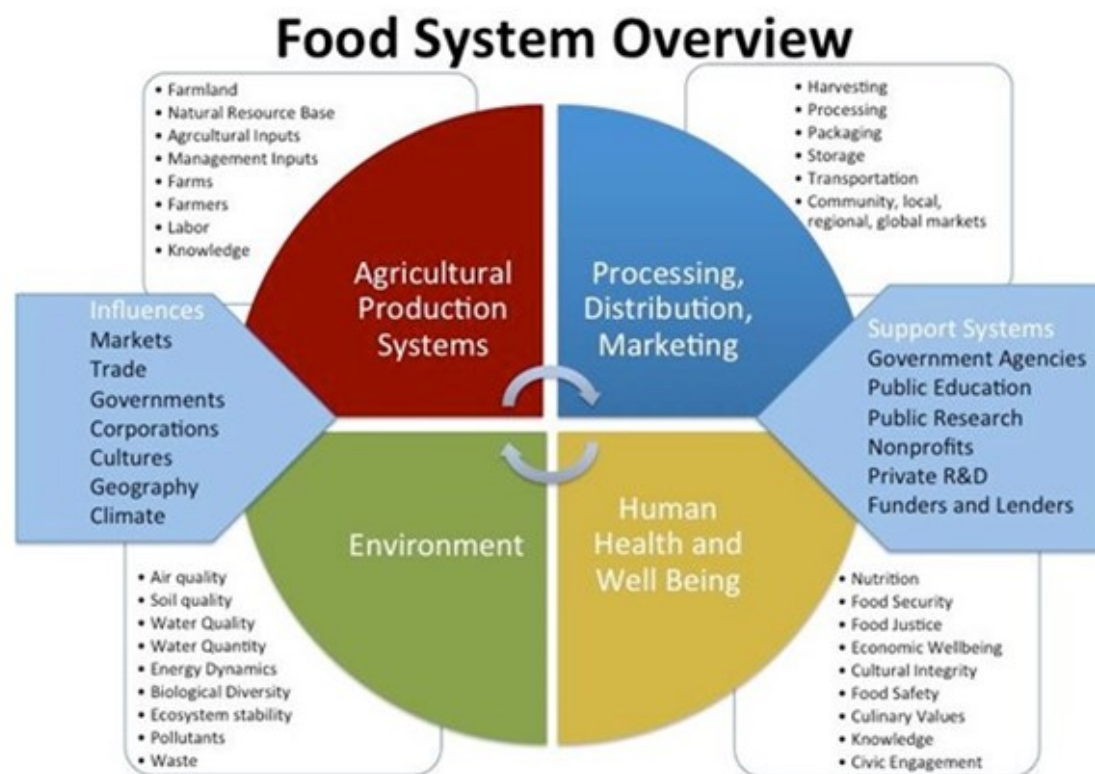 Food System Overview
• Farmland
• Natural Resource Base
• Agrcultural Inputs
• Management Inputs
• Farms
• Farmers
• Labor
• Knowledge
• Harvesting
• Processing
• Packaging
• Storage
• Transportation
• Community, local,
regional, global markets
Agricultural
Production
Systems
Processing,
Distribution,
Marketing
Influences
Markets
Trade
Governments
Corporations
Cultures
Geography
Climate
Support Systems
Government Agencies
Public Education
Public Research
Nonprofits
Private R&D
Funders and Lenders
Environment
Human
Health and
Well Being
• Air quality
• Soil quality
• Water Quality
• Water Quantity
• Energy Dynamics
• Biological Diversity
• Ecosystem stability
• Pollutants
• Waste
• Nutrition
• Food Security
• Food Justice
• Economic Wellbeing
• Cultural Integrity
• Food Safety
• Culinary Values
• Knowledge
• Civic Engagement